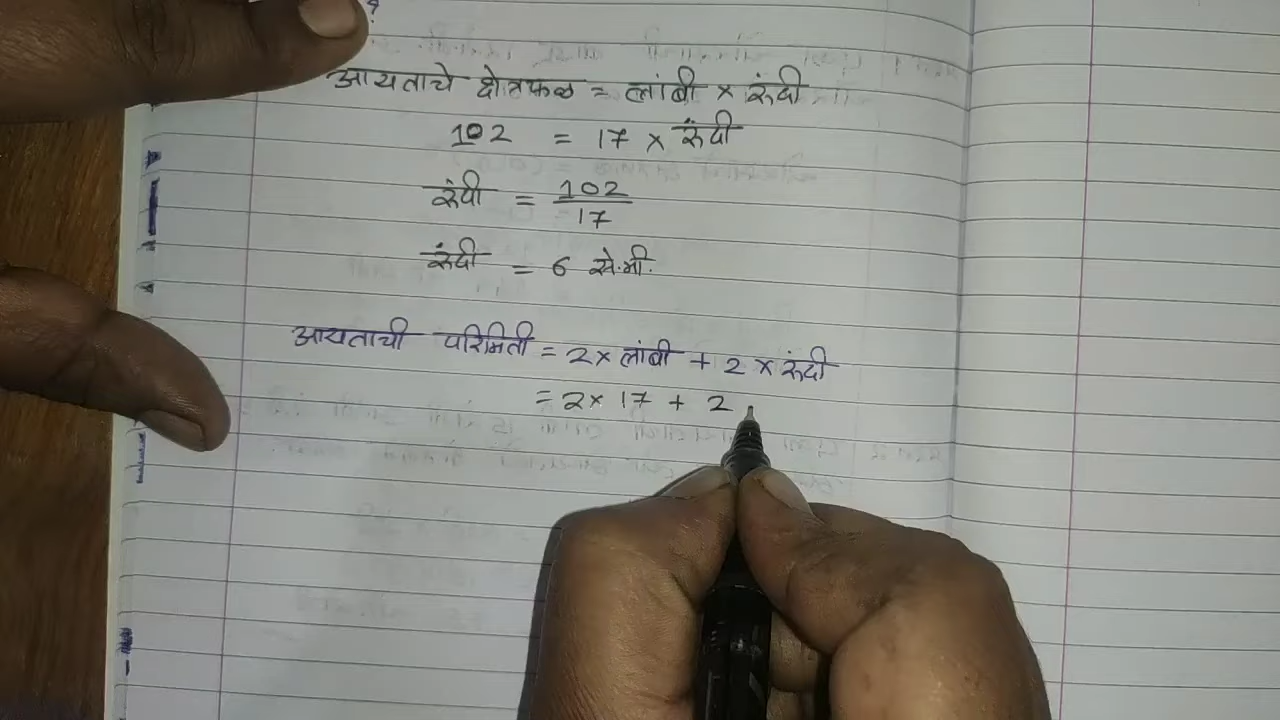 आयताचे क्षेत्रफळ = लांबी × रुंदी
102 = 17 × रुंदी
रुंदी = 102/17
रुंदी = 6 से.मी.
आयताची परिमिती = 2 × लांबी + 2 × रुंदी
= 2 × 17 + 2